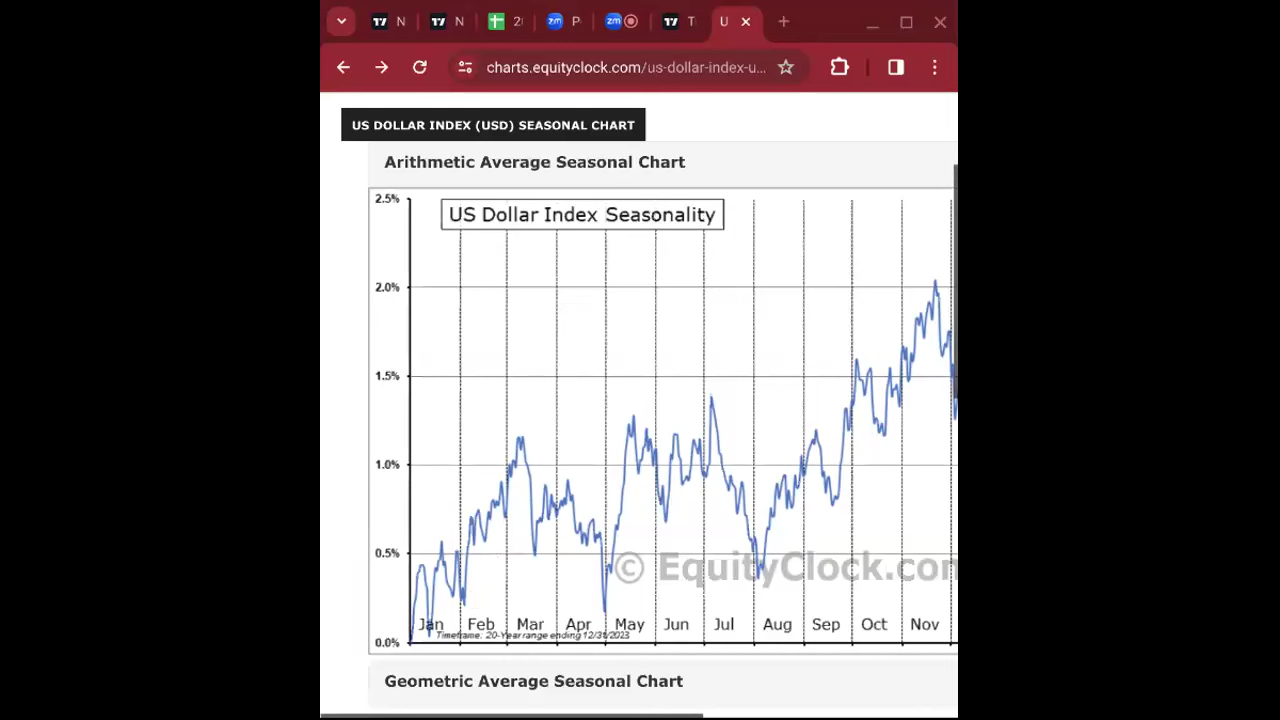 N N 2 P T U
charts.equityclock.com/us-dollar-index-u...
US DOLLAR INDEX (USD) SEASONAL CHART
Arithmetic Average Seasonal Chart
US Dollar Index Seasonality
2.5%
2.0%
1.5%
1.0%
0.5%
0.0%
© EquityClock.com
Jan Feb Mar Apr May Jun Jul Aug Sep Oct Nov
Timeframe: 20-Year range ending 12/31/2023
Geometric Average Seasonal Chart